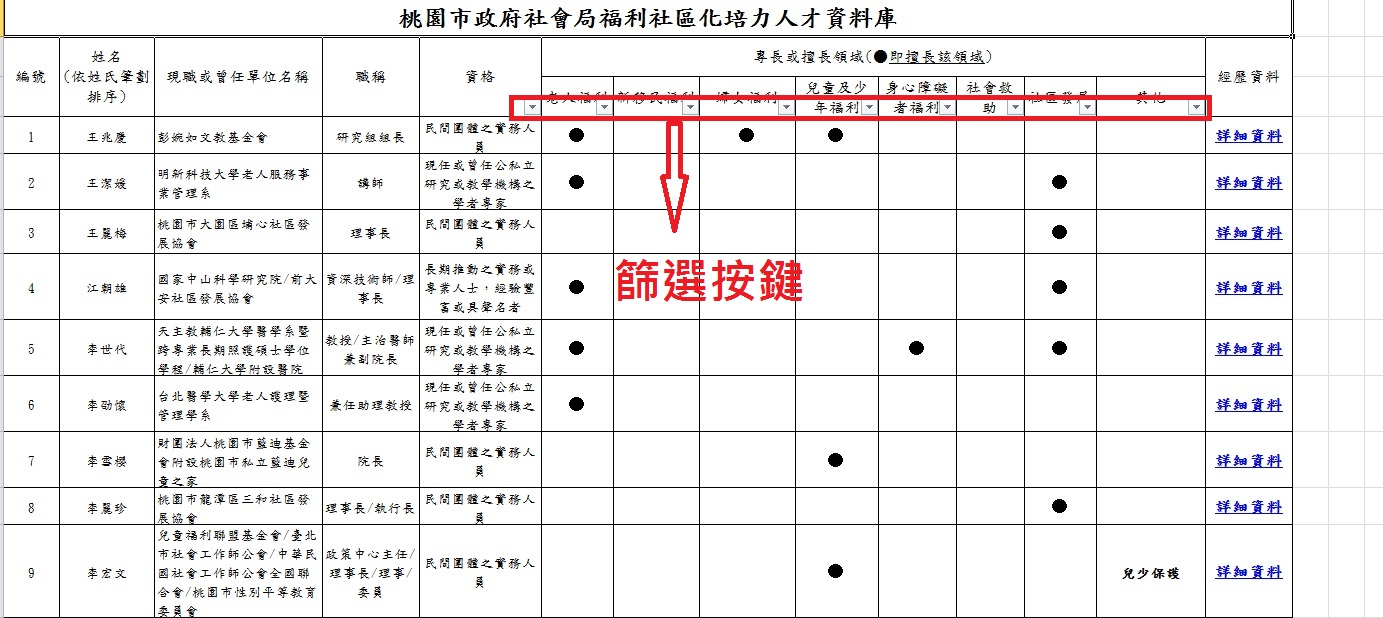 桃園市政府社會局福利社區化培力人才資料庫
編號
姓名
(依姓氏筆劃
排序)
現職或曾任單位名稱
職稱
資格
專長或擅長領域(●即擅長該領域)
經歷資料
老人福利
新移民福利
婦女福利
兒童及少
年福利
身心障礙
者福利
社會救
助
社區發展
其他
1
王兆慶
彭婉如文教基金會
研究組組長
民間團體之實務人
員
●
●
●
詳細資料
2
王潔媛
明新科技大學老人服務事
業管理系
講師
現任或曾任公私立
研究或教學機構之
學者專家
●
●
詳細資料
3
王麗梅
桃園市大園區埔心社區發
展協會
理事長
民間團體之實務人
員
●
詳細資料
篩選按鍵
4
江朝雄
國家中山科學研究院/前大
安社區發展協會
資深技術師/理
事長
長期推動之實務或
專業人士，經驗豐
富或具聲名者
●
●
詳細資料
5
李世代
天主教輔仁大學醫學系暨
跨專業長期照護碩士學位
學程/輔仁大學附設醫院
教授/主治醫師
兼副院長
現任或曾任公私立
研究或教學機構之
學者專家
●
●
●
詳細資料
6
李劭懷
台北醫學大學老人護理暨
管理學系
兼任助理教授
現任或曾任公私立
研究或教學機構之
學者專家
●
詳細資料
7
李雪櫻
財團法人桃園市藍迪基金
會附設桃園市私立藍迪兒
童之家
院長
民間團體之實務人
員
●
詳細資料
8
李麗珍
桃園市龍潭區三和社區發
展協會
理事長/執行長
民間團體之實務人
員
●
詳細資料
9
李宏文
兒童福利聯盟基金會/臺北
市社會工作師公會/中華民
國社會工作師公會全國聯
合會/桃園市性別平等教育
委員會
政策中心主任/
理事長/理事/
委員
民間團體之實務人
員
●
兒少保護
詳細資料